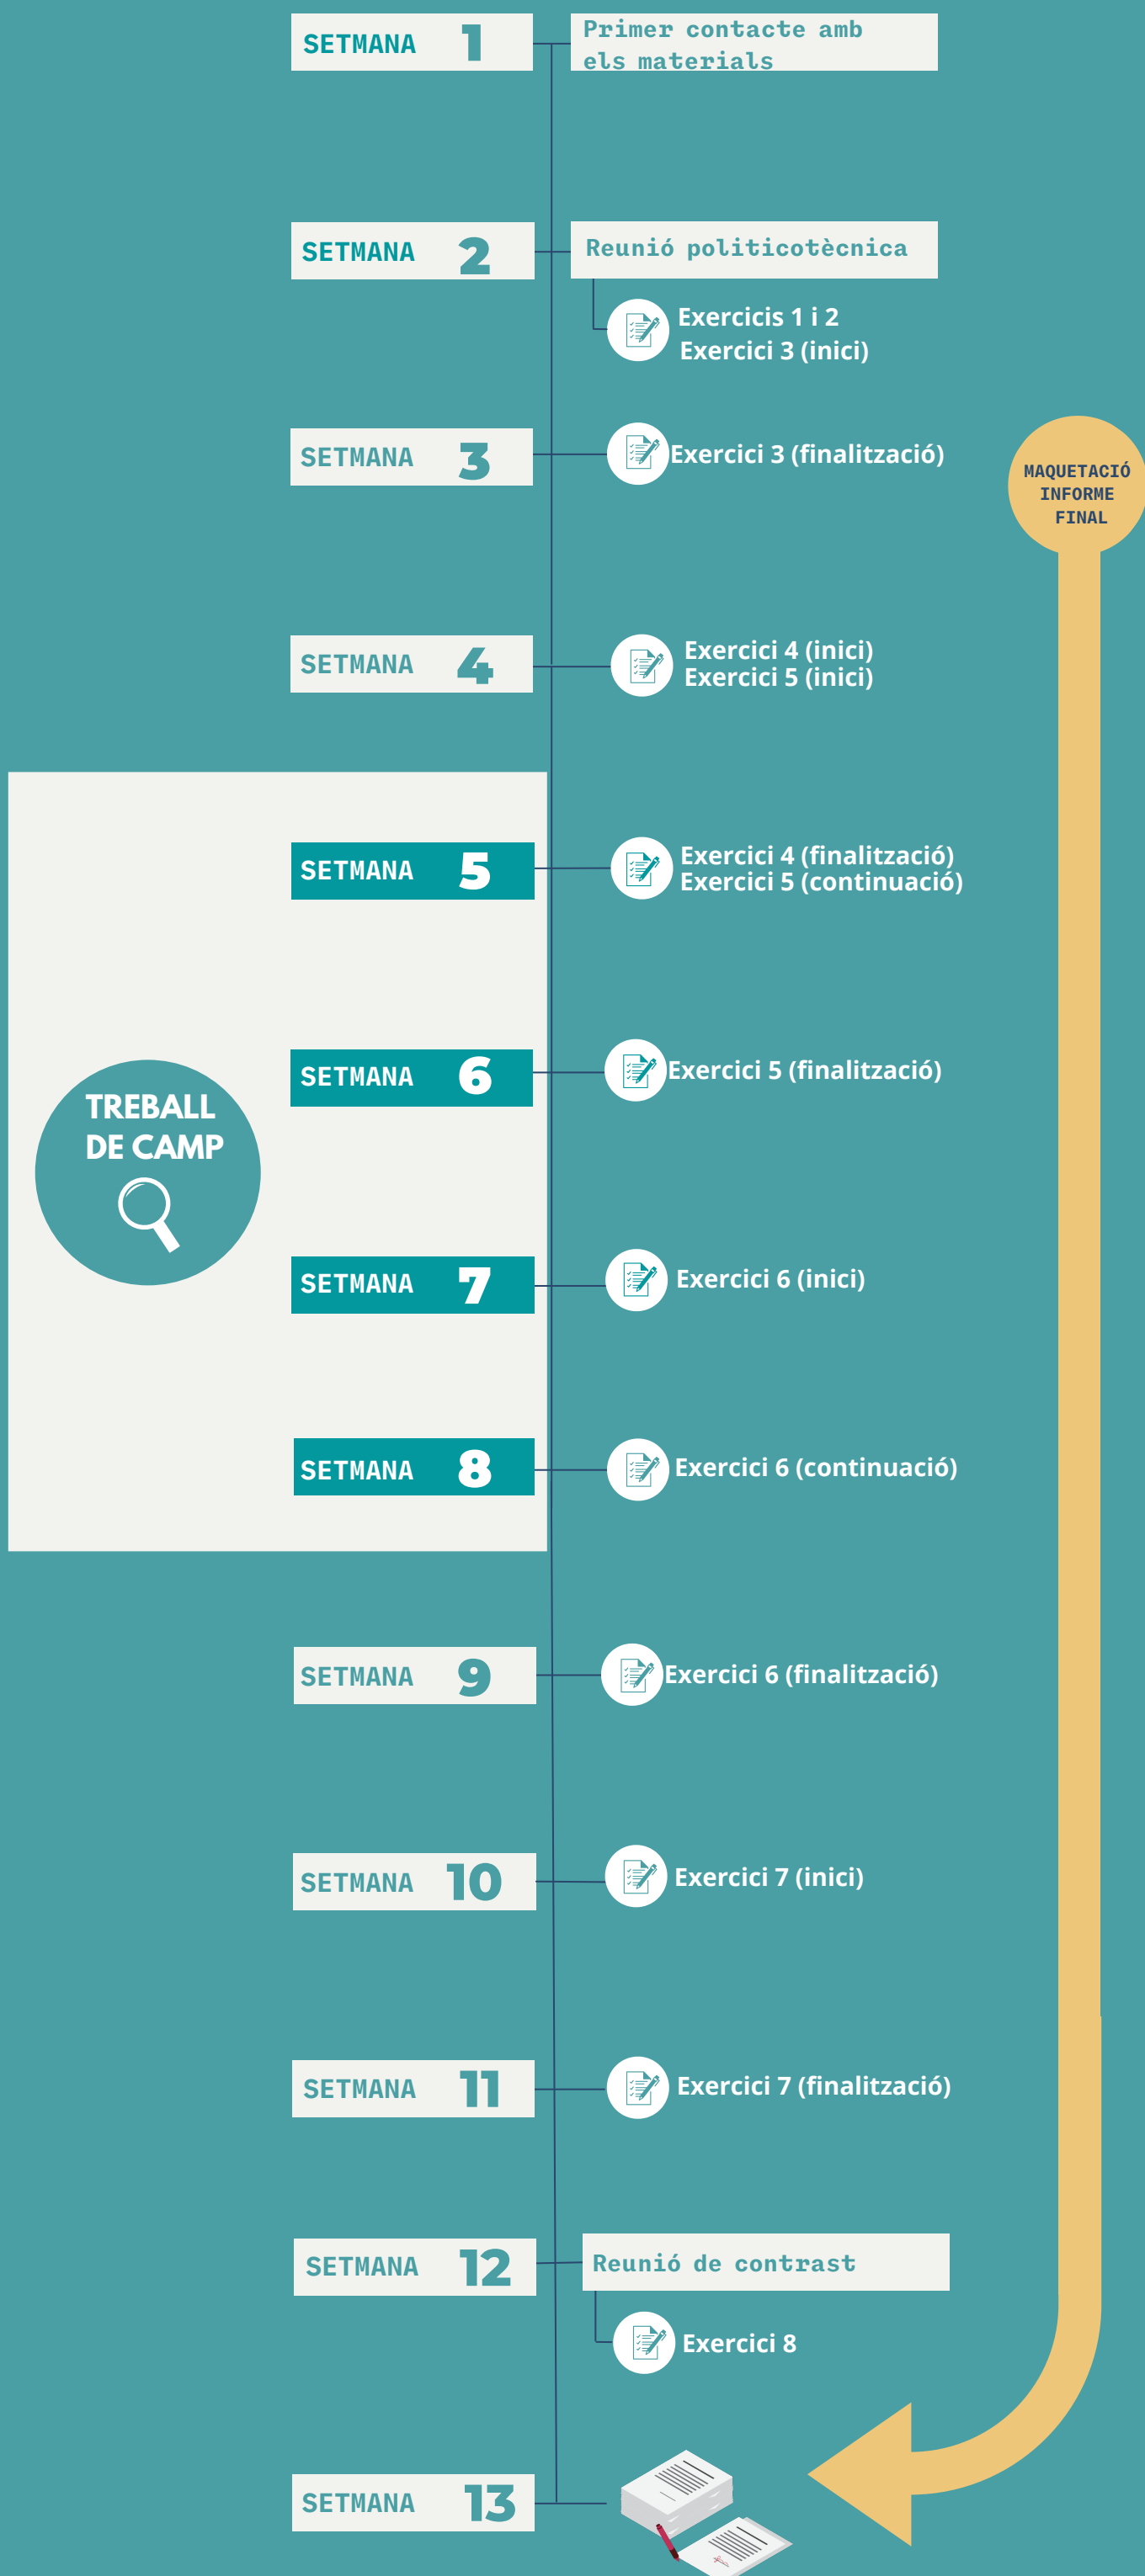 SETMANA 1
Primer contacte amb
els materials
SETMANA 2
Reunió politicotècnica
Exercicis 1 i 2
Exercici 3 (inici)
SETMANA 3
Exercici 3 (finalització)
MAQUETACIÓ
INFORME
FINAL
SETMANA 4
Exercici 4 (inici)
Exercici 5 (inici)
SETMANA 5
Exercici 4 (finalització)
Exercici 5 (continuació)
SETMANA 6
Exercici 5 (finalització)
TREBALL
DE CAMP
SETMANA 7
Exercici 6 (inici)
SETMANA 8
Exercici 6 (continuació)
SETMANA 9
Exercici 6 (finalització)
SETMANA 10
Exercici 7 (inici)
SETMANA 11
Exercici 7 (finalització)
SETMANA 12
Reunió de contrast
Exercici 8
SETMANA 13